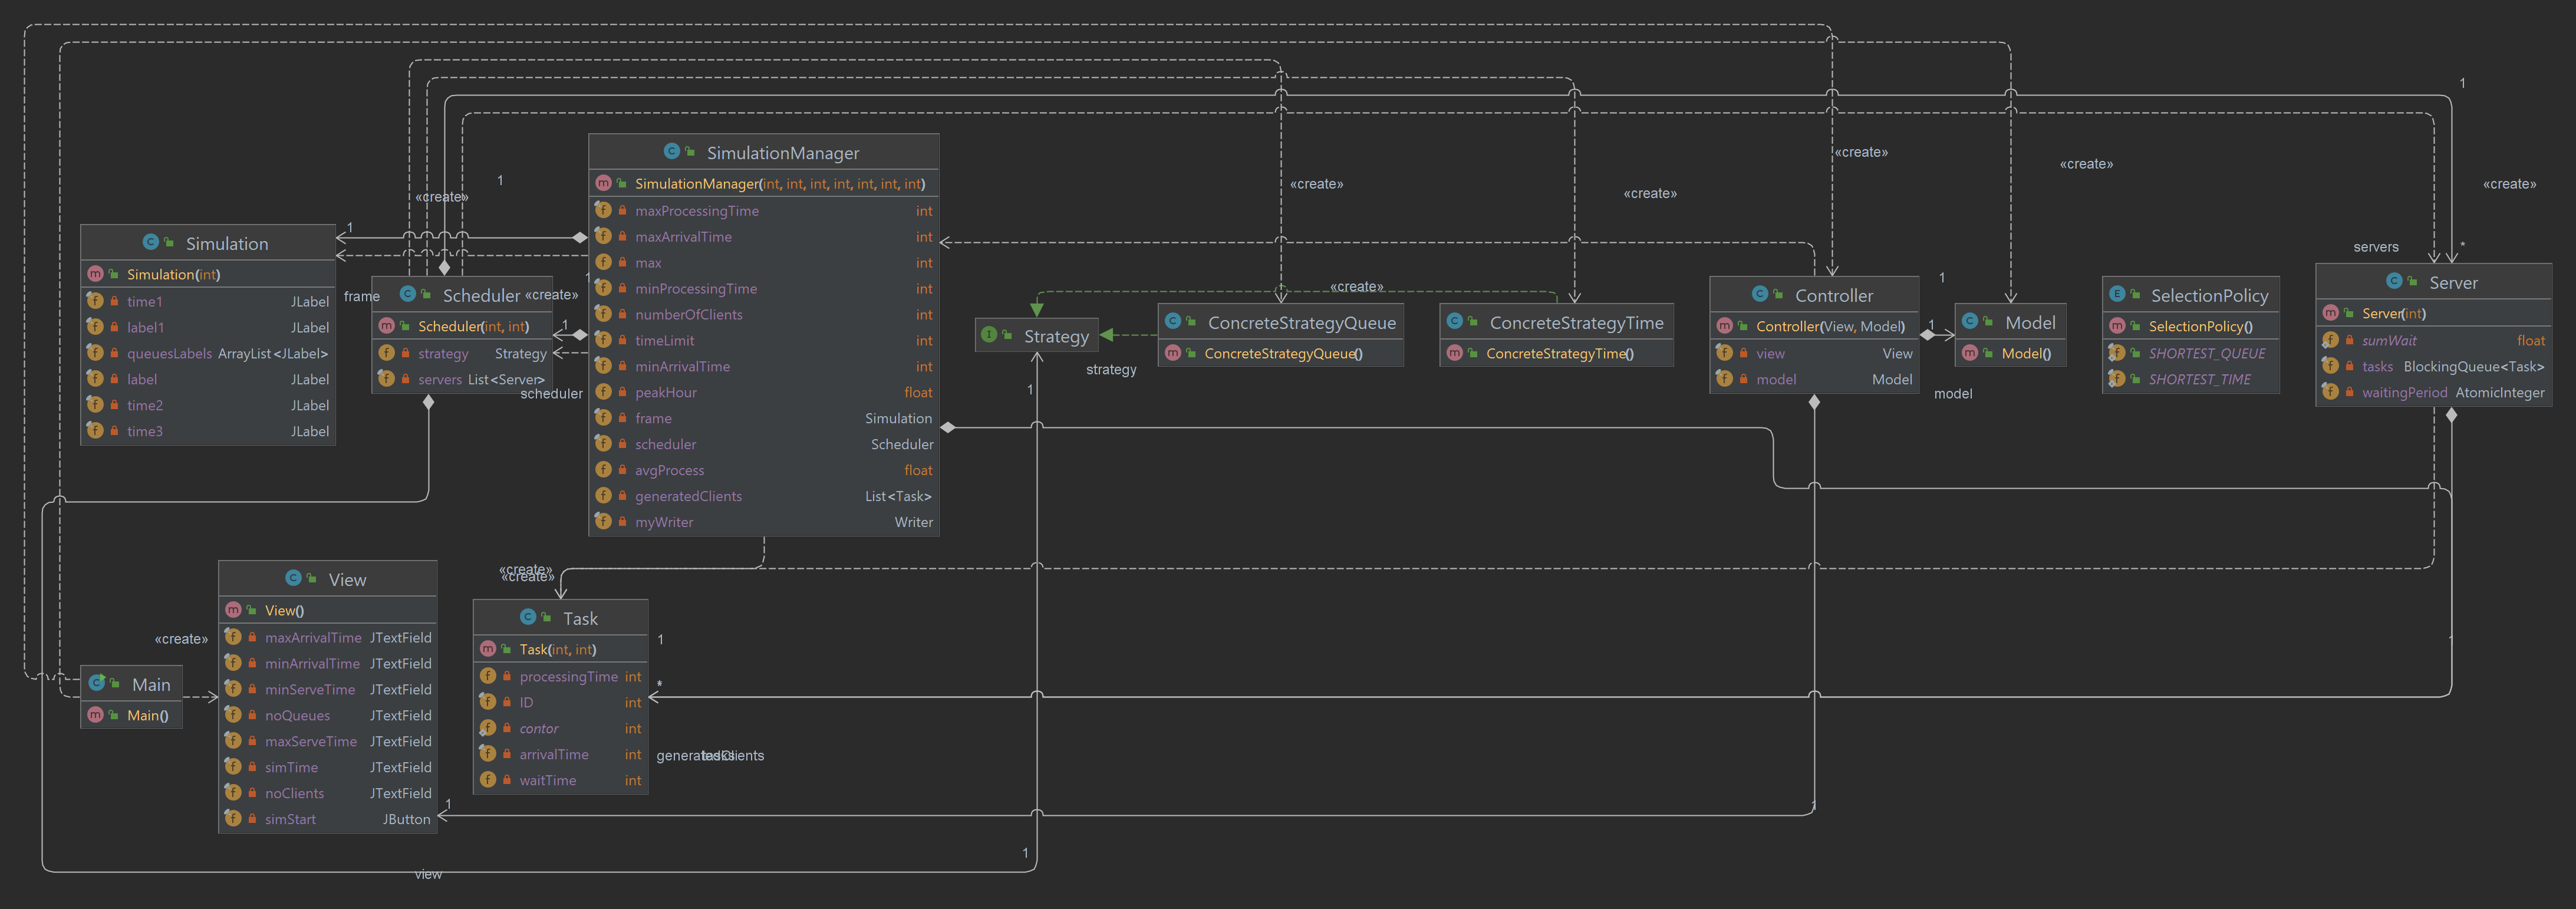 1
«create»
«create»
«create»
«create»
«create»
SimulationManager
SimulationManager(int, int, int, int, int, int, int)
maxProcessingTime int
maxArrivalTime int
max int
minProcessingTime int
numberOfClients int
timeLimit int
minArrivalTime int
peakHour float
frame Simulation
scheduler Scheduler
avgProcess float
generatedClients List<Task>
myWriter Writer
1
«create»
1
Simulation
Simulation(int)
time1 JLabel
label1 JLabel
queuesLabels ArrayList<JLabel>
label JLabel
time2 JLabel
time3 JLabel
frame
Scheduler
Scheduler(int, int)
strategy Strategy
servers List<Server>
«create»
1
1
scheduler
Strategy
1
strategy
«create»
ConcreteStrategyQueue
ConcreteStrategyQueue()
ConcreteStrategyTime
ConcreteStrategyTime()
Controller
Controller(View, Model)
view View
model Model
1
1
model
Model
Model()
SelectionPolicy
SelectionPolicy()
SHORTEST_QUEUE
SHORTEST_TIME
servers
*
Server
Server(int)
sumWait float
tasks BlockingQueue<Task>
waitingPeriod AtomicInteger
View
View()
maxArrivalTime JTextField
minArrivalTime JTextField
minServeTime JTextField
noQueues JTextField
maxServeTime JTextField
simTime JTextField
noClients JTextField
simStart JButton
«create»
«create»
Task
Task(int, int)
processingTime int
ID int
contor int
arrivalTime int
waitTime int
1
*
1
generatedClients
tasks
«create»
Main
Main()
1
1
1
view